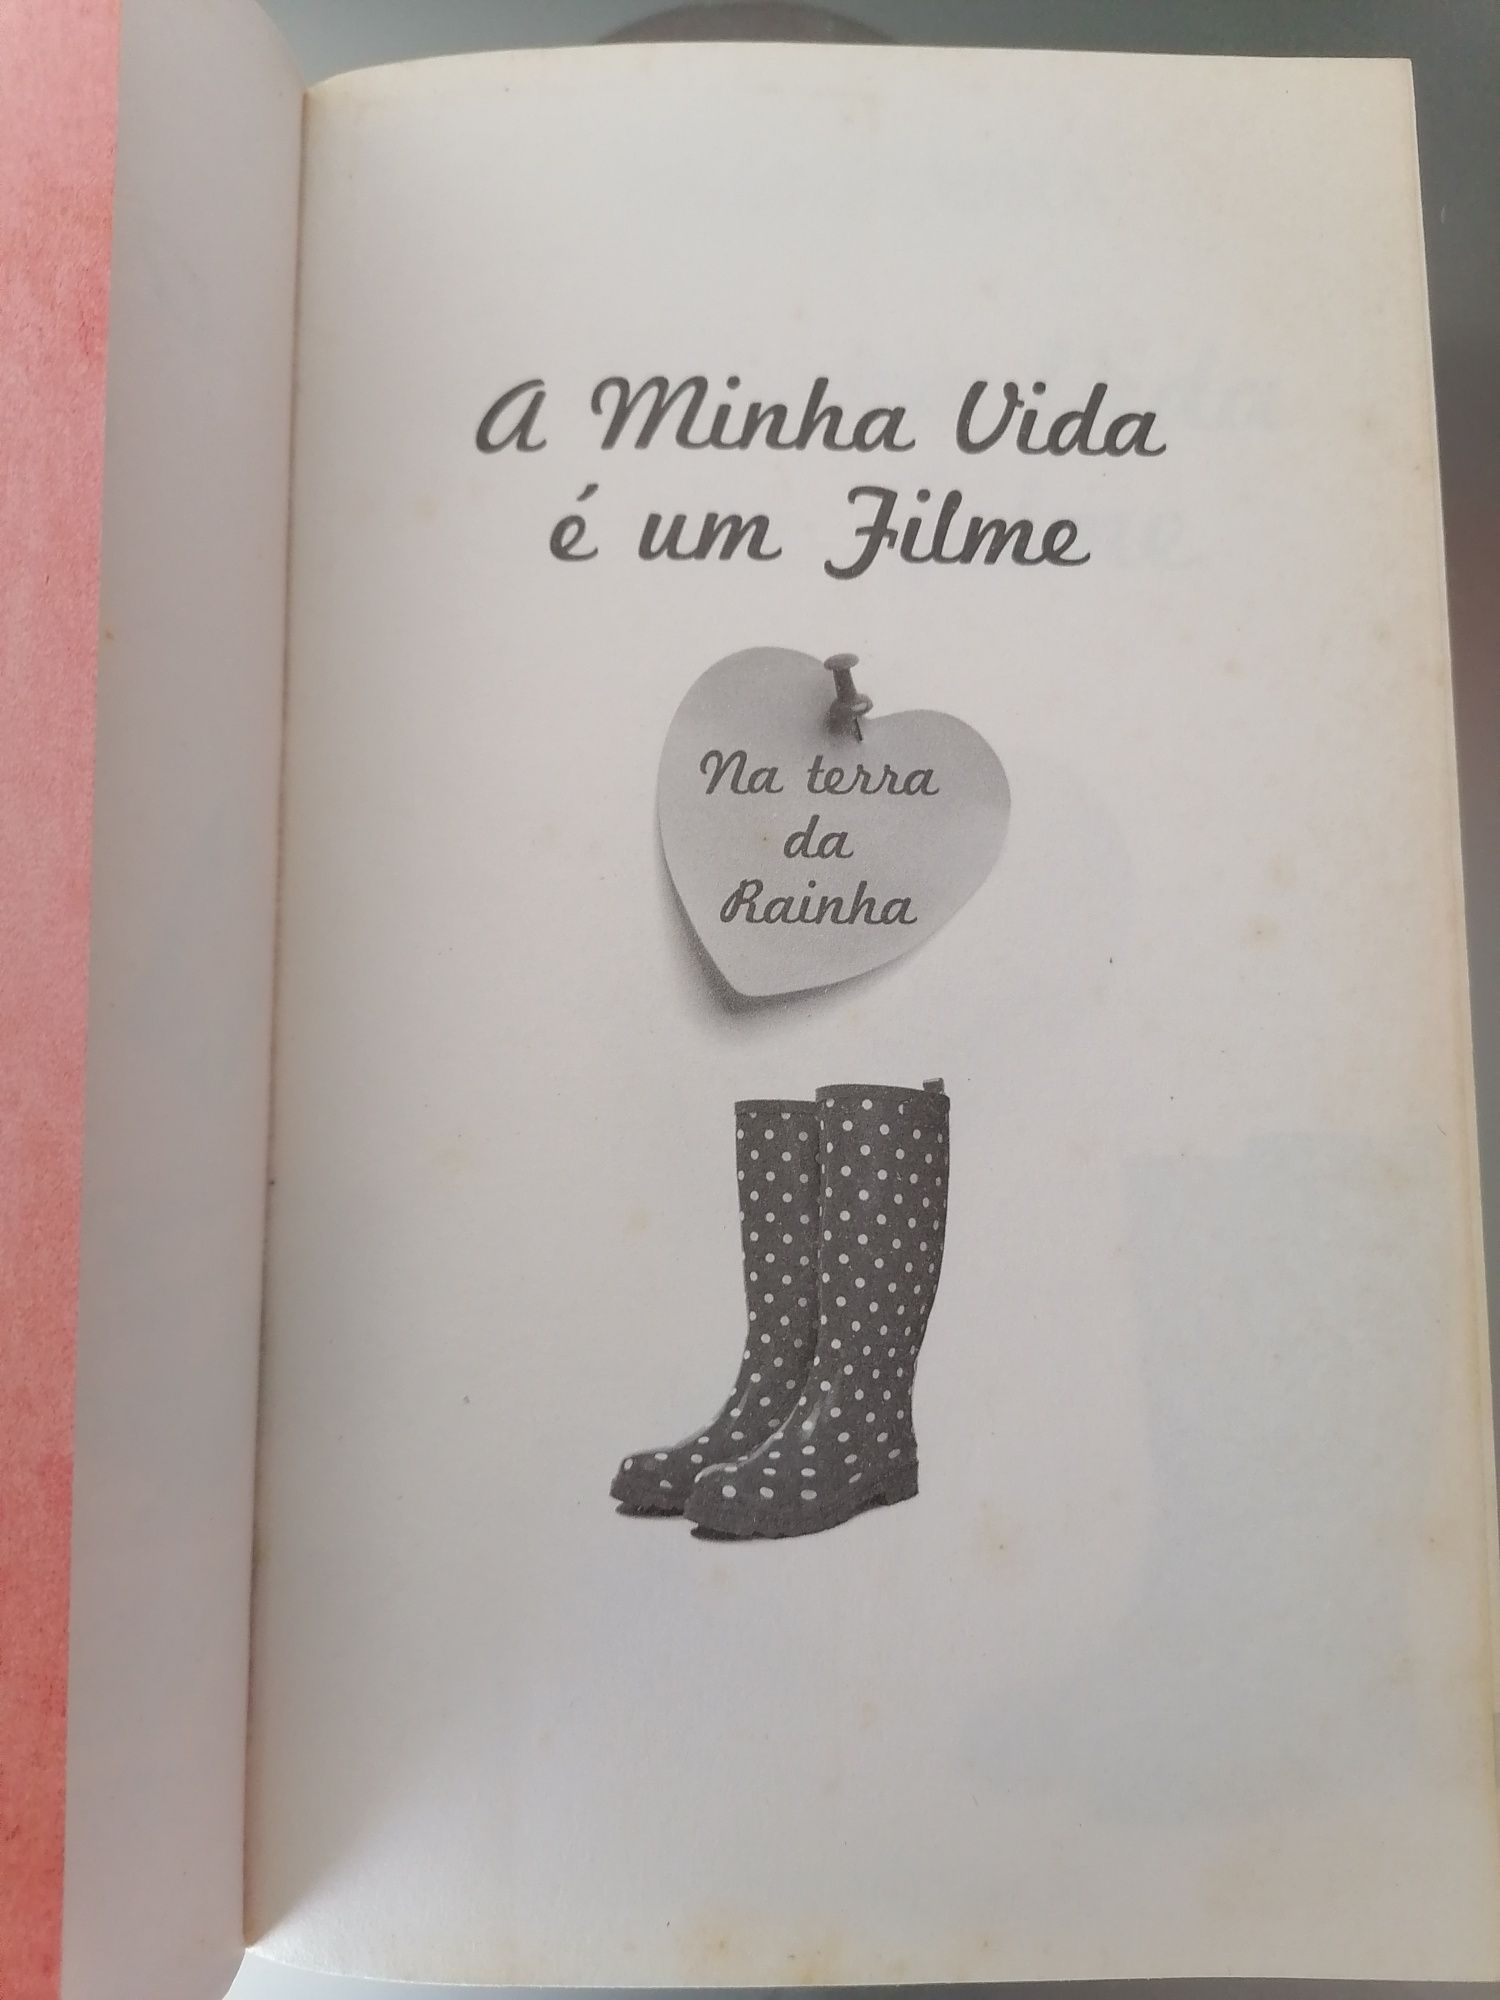 A Minha Vida
é um Filme
Na terra
da
Rainha